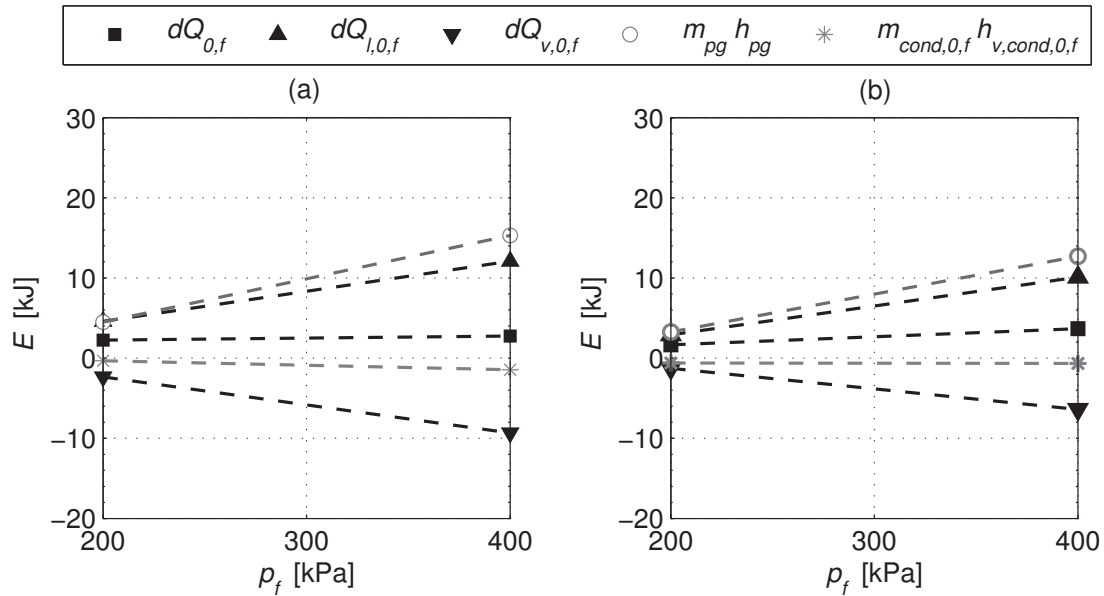 dQ0,f dQl,0,f dQv,0,f mpg hpg mcond,0,f hv,cond,0,f
(a) (b)
30 30
20 20
10 10
0 0
−10 −10
−20 −20
E [kJ] E [kJ]
200 300 400 200 300 400
pf [kPa] pf [kPa]